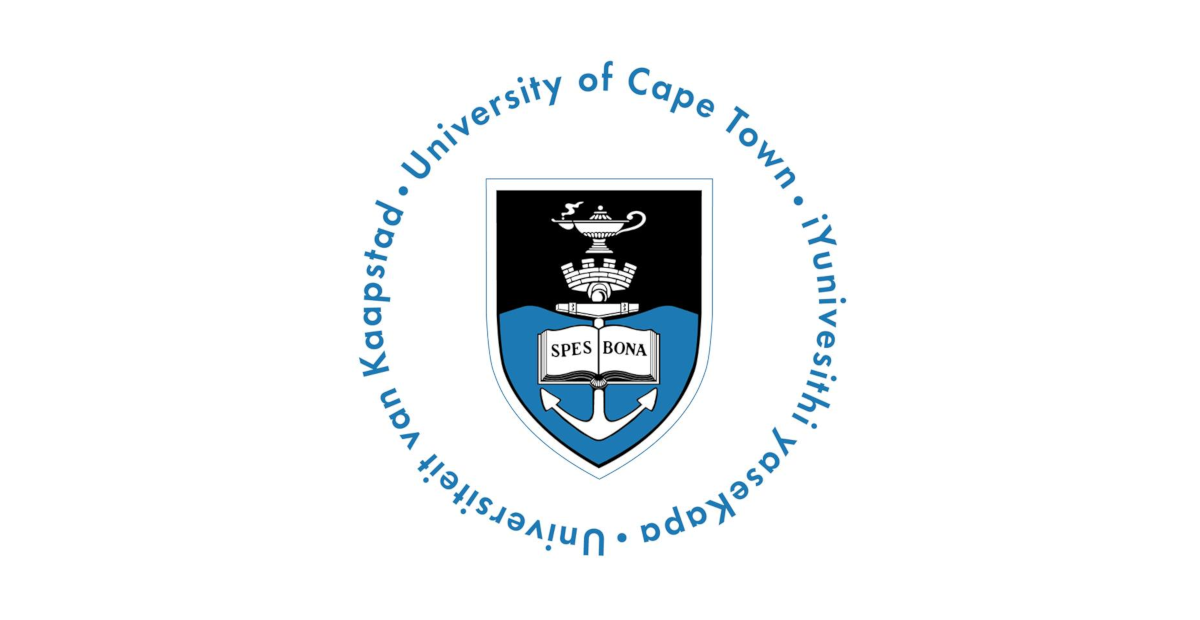 University of Cape Town • iYunivesithi yaseKapa • Universiteit van Kaapstad •
SPES BONA